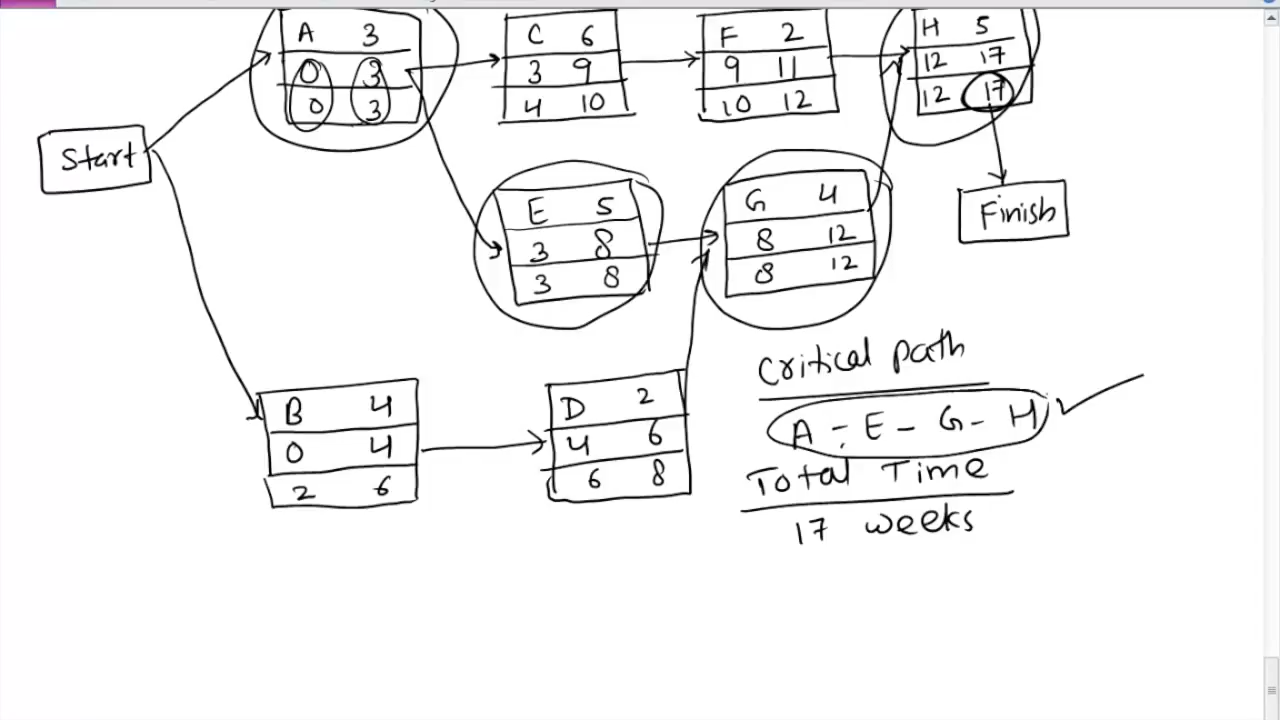 A 3
0 3
0 3
C 6
3 9
4 10
F 2
9 11
10 12
H 5
12 17
12 17
Start
E 5
3 8
3 8
G 4
8 12
8 12
Finish
B 4
0 4
2 6
D 2
4 6
6 8
Critical path
A - E - G - H
Total Time
17 weeks